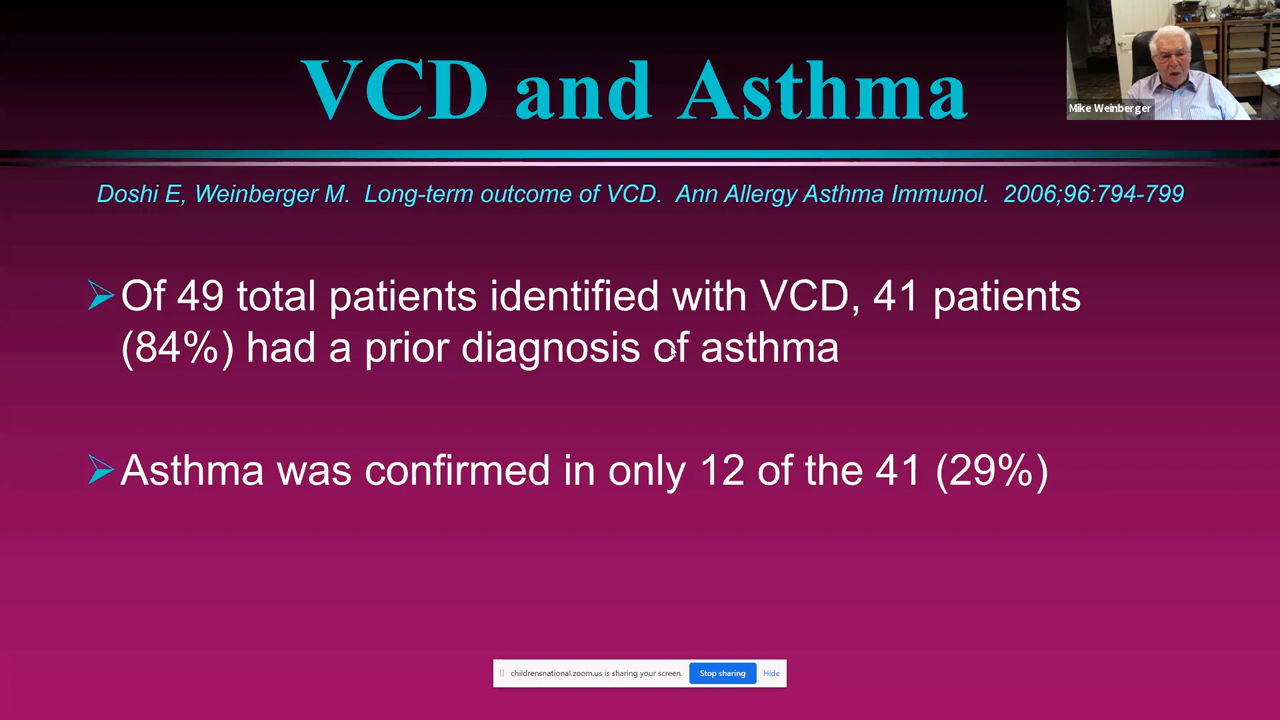 VCD and Asthma
Mike Weinberger
Doshi E, Weinberger M.  Long-term outcome of VCD.  Ann Allergy Asthma Immunol.  2006;96:794-799
Of 49 total patients identified with VCD, 41 patients
(84%) had a prior diagnosis of asthma
Asthma was confirmed in only 12 of the 41 (29%)
childrensnational.zoom.us is sharing your screen. Stop sharing Hide